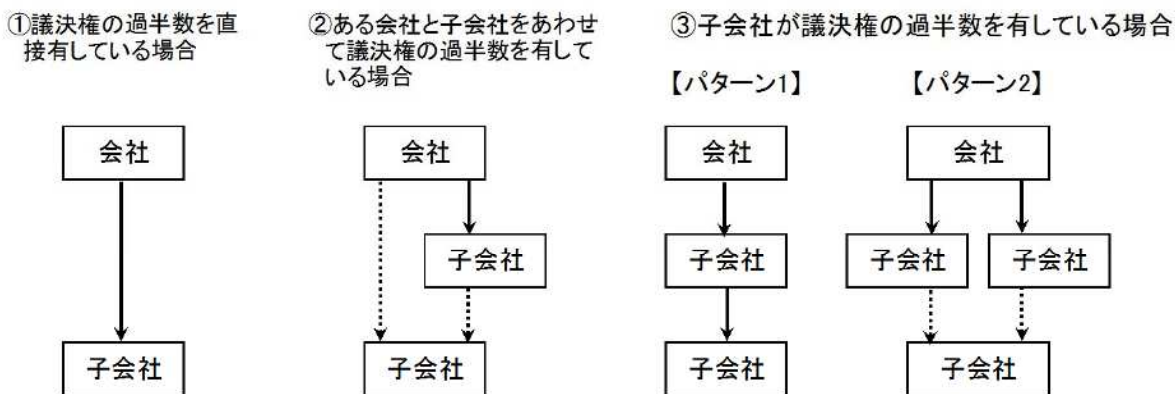 ①議決権の過半数を直
接有している場合
②ある会社と子会社をあわせ
て議決権の過半数を有して
いる場合
③子会社が議決権の過半数を有している場合
【パターン1】
【パターン2】
会社
会社
会社
会社
子会社
子会社
子会社
子会社
子会社
子会社
子会社
子会社